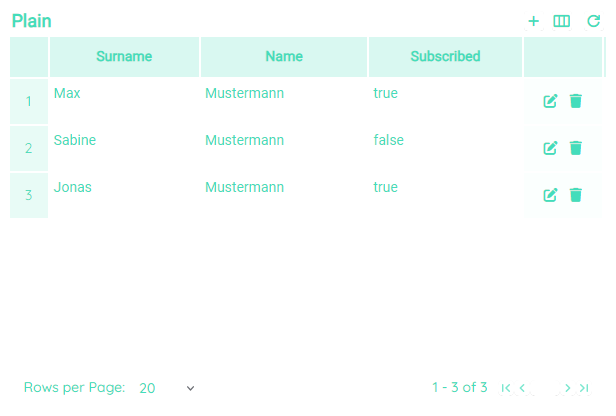 Plain
Surname Name Subscribed
1 Max Mustermann true
2 Sabine Mustermann false
3 Jonas Mustermann true
Rows per Page: 20 1 - 3 of 3